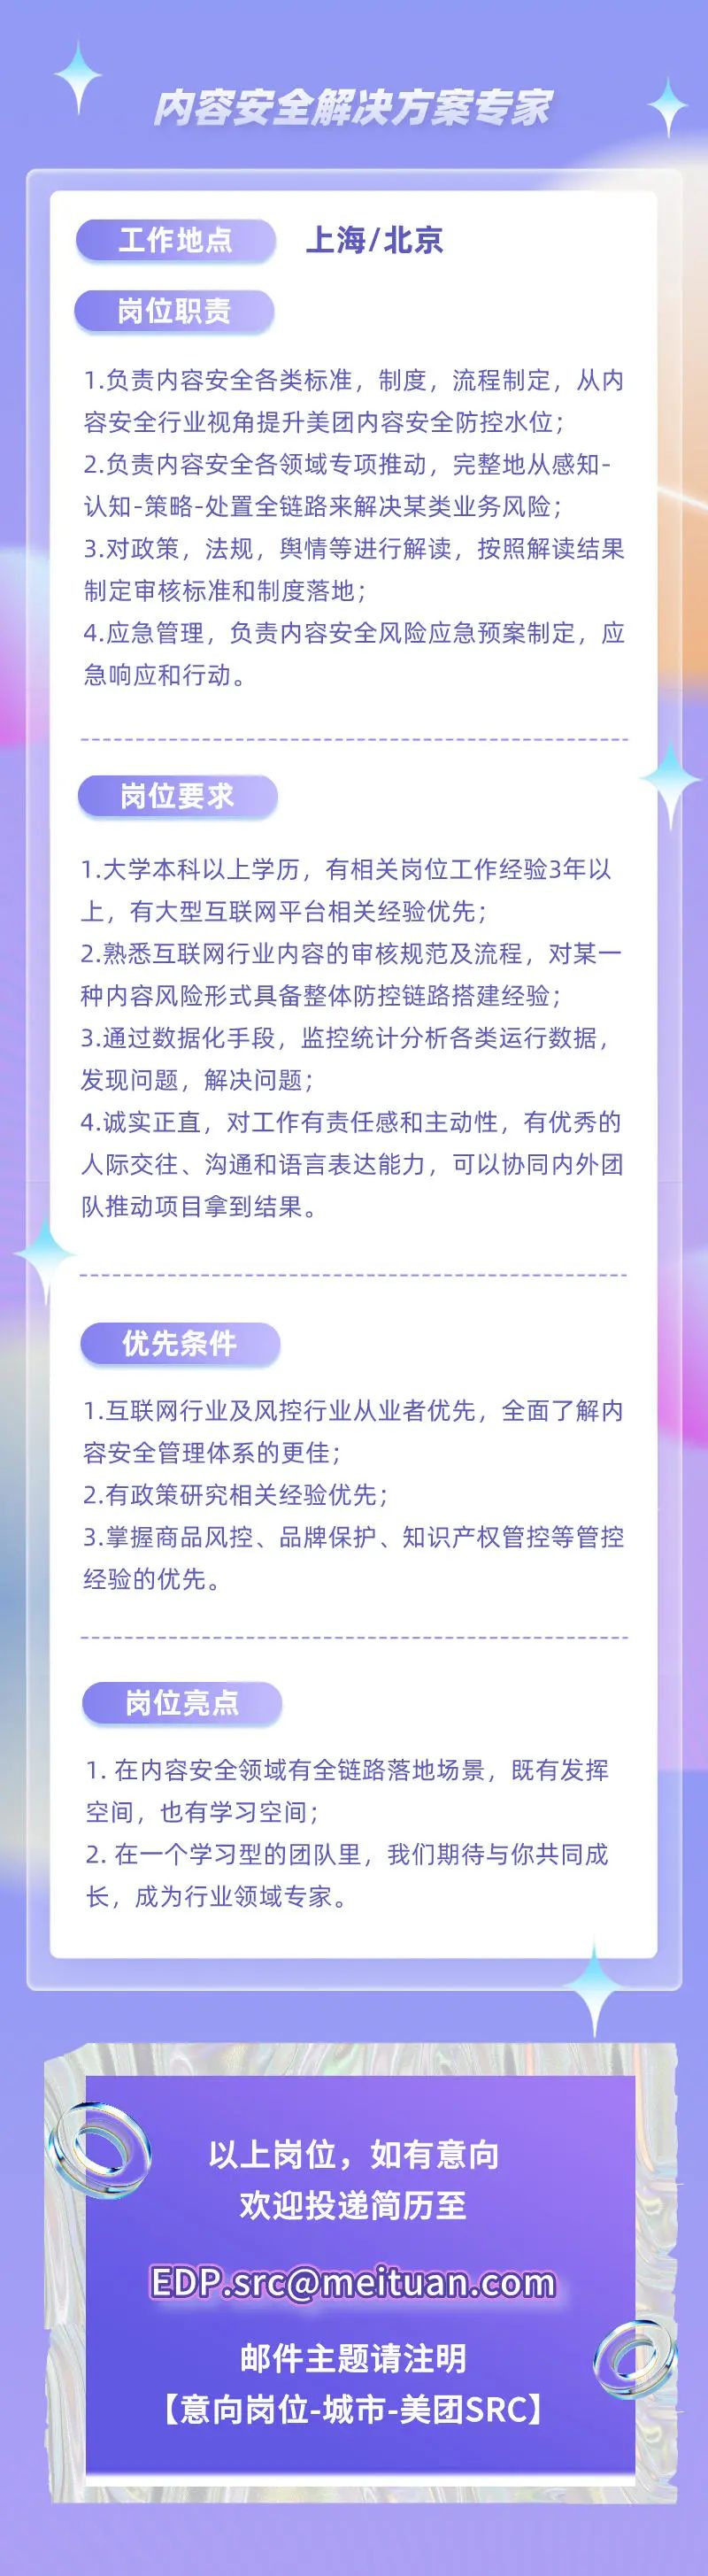 内容安全解决方案专家
工作地点 上海/北京
岗位职责
1.负责内容安全各类标准，制度，流程制定，从内
容安全行业视角提升美团内容安全防控水位；
2.负责内容安全各领域专项推动，完整地从感知-
认知-策略-处置全链路来解决某类业务风险；
3.对政策，法规，舆情等进行解读，按照解读结果
制定审核标准和制度落地；
4.应急管理，负责内容安全风险应急预案制定，应
急响应和行动。
岗位要求
1.大学本科以上学历，有相关岗位工作经验3年以
上，有大型互联网平台相关经验优先；
2.熟悉互联网行业内容的审核规范及流程，对某一
种内容风险形式具备整体防控链路搭建经验；
3.通过数据化手段，监控统计分析各类运行数据，
发现问题，解决问题；
4.诚实正直，对工作有责任感和主动性，有优秀的
人际交往、沟通和语言表达能力，可以协同内外团
队推动项目拿到结果。
优先条件
1.互联网行业及风控行业从业者优先，全面了解内
容安全管理体系的更佳；
2.有政策研究相关经验优先；
3.掌握商品风控、品牌保护、知识产权管控等管控
经验的优先。
岗位亮点
1. 在内容安全领域有全链路落地场景，既有发挥
空间，也有学习空间；
2. 在一个学习型的团队里，我们期待与你共同成
长，成为行业领域专家。
以上岗位，如有意向
欢迎投递简历至
EDP.src@meituan.com
邮件主题请注明
【意向岗位-城市-美团SRC】